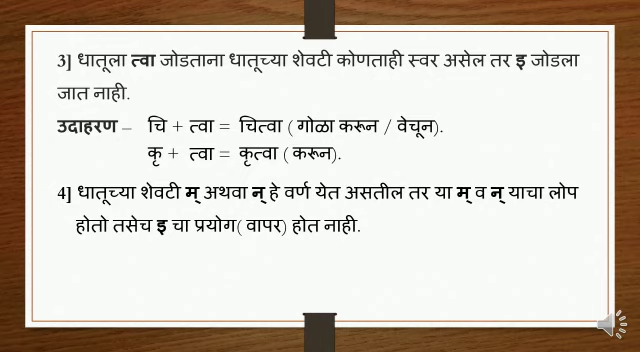 3] धातूला त्वा जोडताना धातूच्या शेवटी कोणताही स्वर असेल तर इ जोडला
जात नाही.
उदाहरण – चि + त्वा = चित्वा ( गोळा करून / वेचून).
कृ + त्वा = कृत्वा ( करून).
4] धातूच्या शेवटी म् अथवा न् हे वर्ण येत असतील तर या म् व न् याचा लोप
होतो तसेच इ चा प्रयोग( वापर) होत नाही.